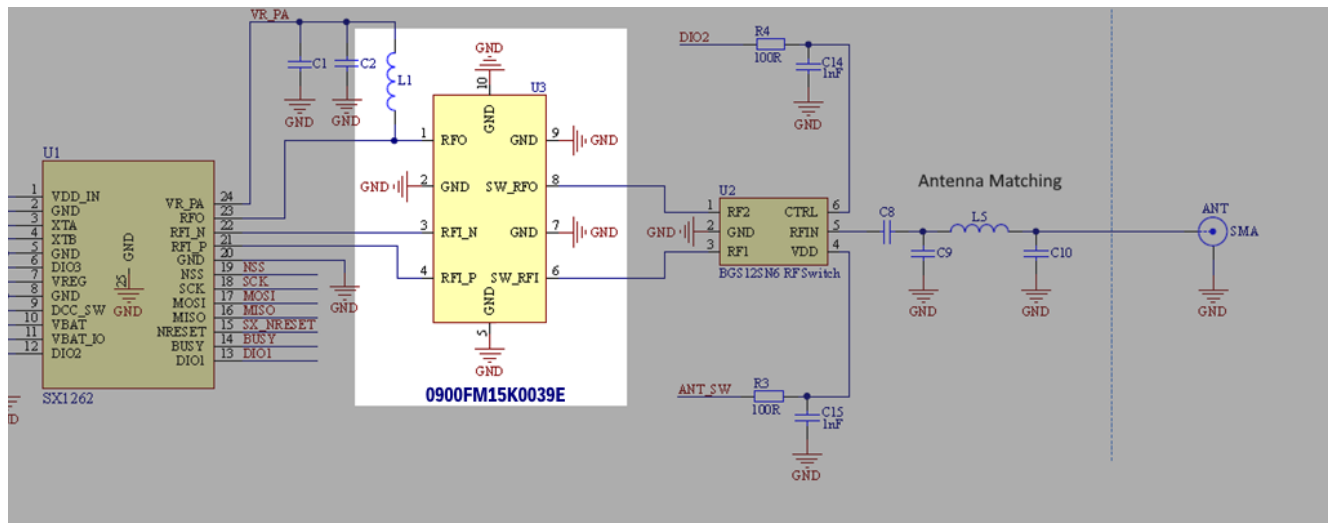 VR_PA
C1
C2
L1
GND
GND
GND
10
U3
GND
1 RFO
GND 9 GND
GND 2 GND
SW_RFO 8
3 RFI_N
GND 7 GND
4 RFI_P
SW_RFI 6
GND
5
GND
0900FM15K0039E
U1
1 VDD_IN
2 GND
3 XTA
4 XTB
5 GND
6 DIO3
7 VREG
8 GND
9 DCC_SW
10 VBAT
11 VBAT_IO
12 DIO2
GND
25
GND
VR_PA 24
RFO 23
RFI_N 22
RFI_P 21
GND 20
NSS 19 NSS
SCK 18 SCK
MOSI 17 MOSI
MISO 16 MISO
NRESET 15 SX_NRESET
BUSY 14 BUSY
DIO1 13 DIO1
GND
SX1262
DIO2
R4
100R
C14
1nF
GND
U2
1 RF2
GND 2 GND
3 RF1
CTRL 6
RFIN 5
VDD 4
BGS12SN6 RFSwitch
Antenna Matching
C8
L5
C9
C10
GND
GND
ANT
SMA
GND
ANT_SW
R3
100R
C15
1nF
GND